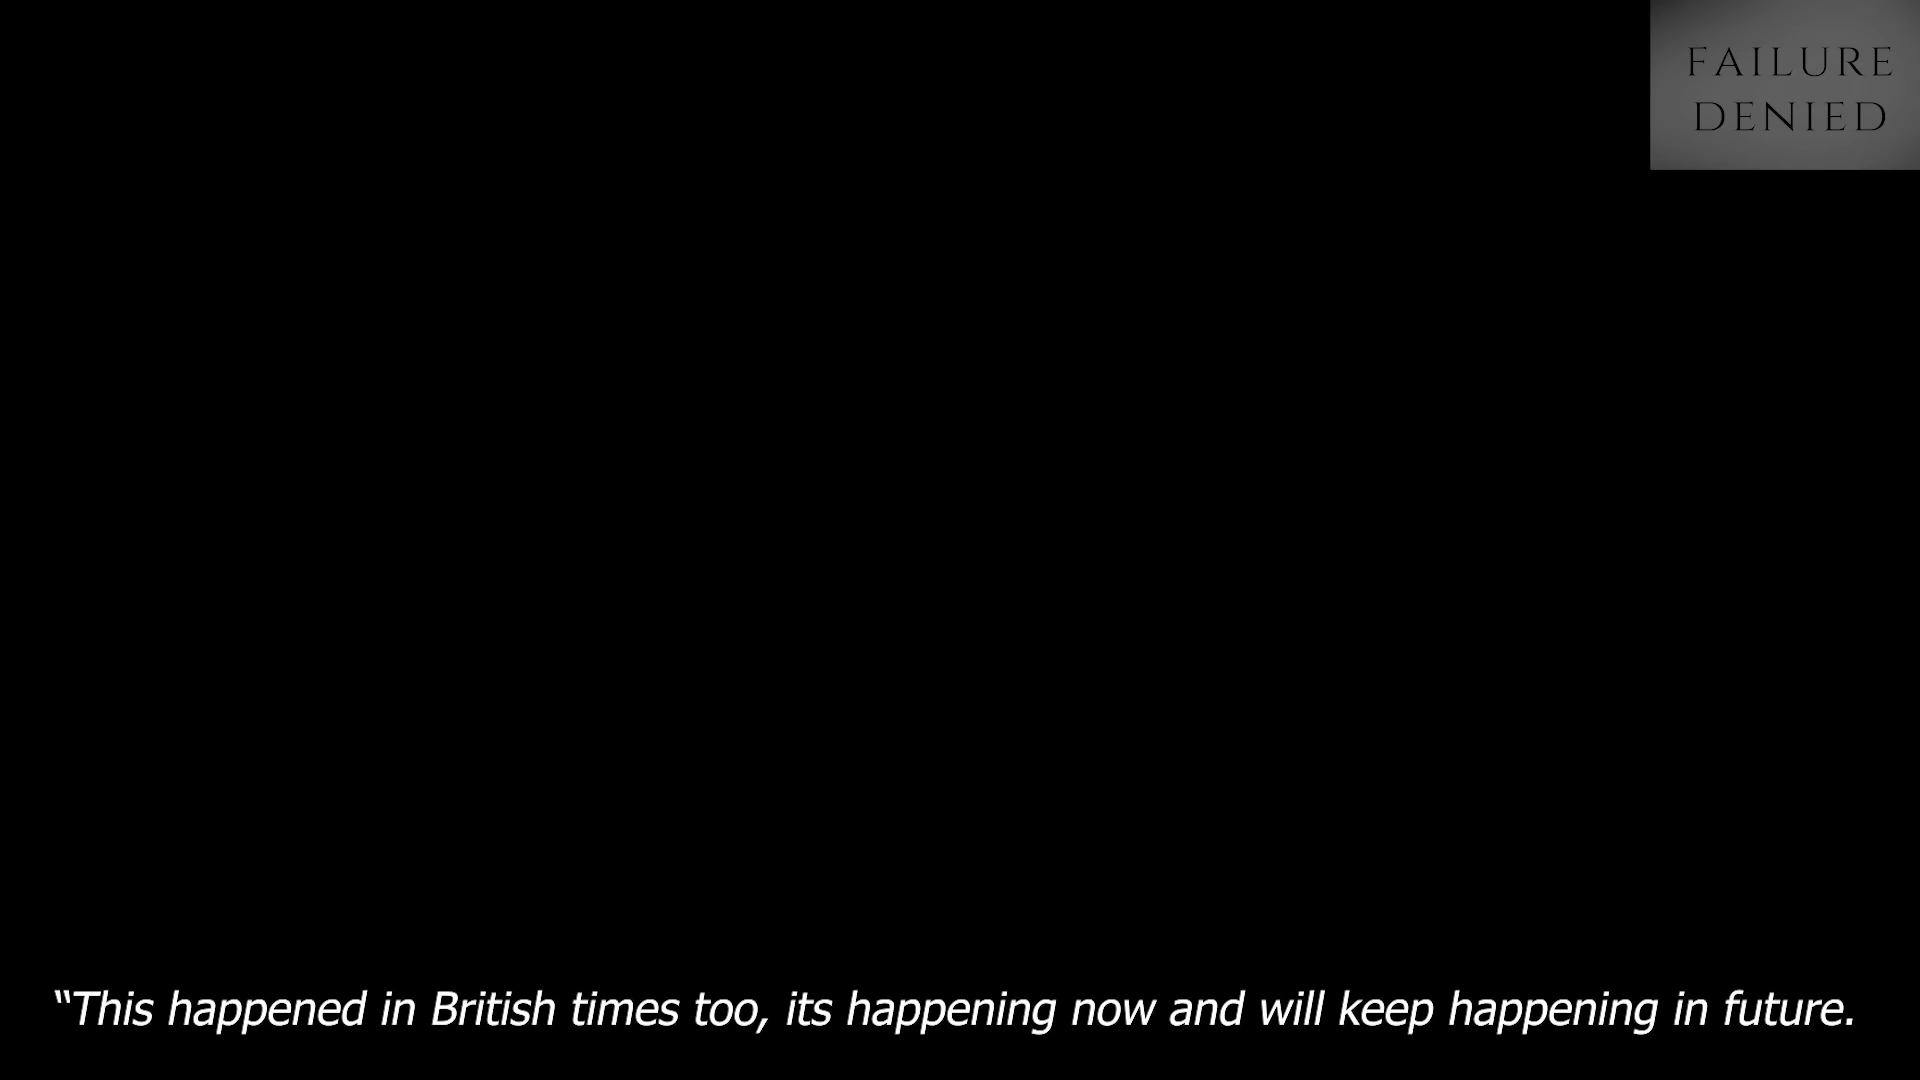 FAILURE
DENIED
“This happened in British times too, its happening now and will keep happening in future.